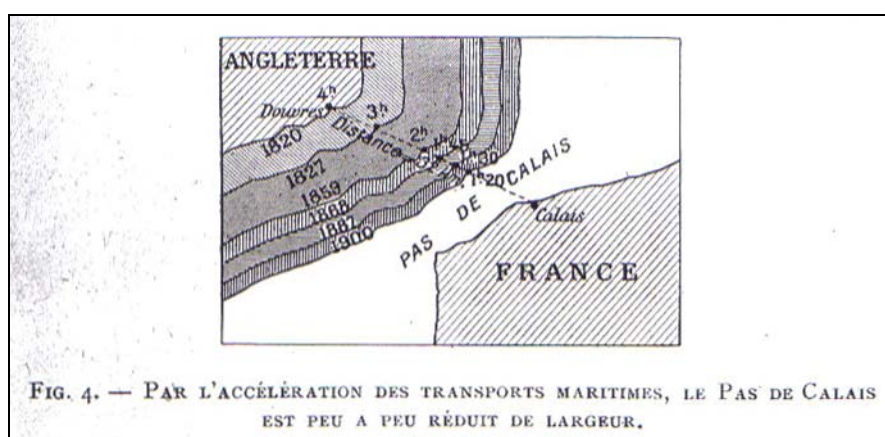 ANGLETERRE
4h
Douvres
3h
Distance
2h
1820
1827
1859
1868
1887
1900
1h20
PAS DE CALAIS
Calais
FRANCE
FIG. 4. — PAR L'ACCÉLÉRATION DES TRANSPORTS MARITIMES, LE PAS DE CALAIS
EST PEU A PEU RÉDUIT DE LARGEUR.